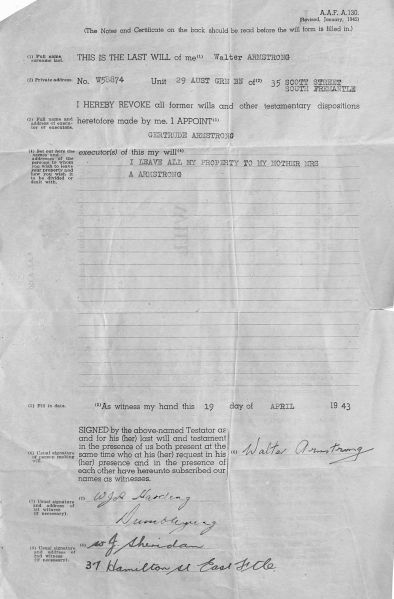 A.A.F. A.130.
(Revised, January, 1942)
(The Notes and Certificate on the back should be read before the will form is filled in.)
(1) Full name, surname last.
THIS IS THE LAST WILL of me(1) Walter ARMSTRONG
(2) Private address.
No. W58874 Unit 29 AUST GRN BN of(2) 35 SCOTT STREET
SOUTH FREMANTLE
I HEREBY REVOKE all former wills and other testamentary dispositions
(3) Full name and address of executor or executors.
heretofore made by me. I APPOINT(3)
GERTRUDE ARMSTRONG
(4) Set out here the names and addresses of the persons to whom you wish to leave your property and how you wish it to be divided or dealt with.
executor(s) of this my will(4)
I LEAVE ALL MY PROPERTY TO MY MOTHER MRS
A ARMSTRONG
(5) Fill in date.
(5)As witness my hand this 19 day of APRIL 1943
SIGNED by the above-named Testator as
and for his (her) last will and testament
in the presence of us both present at the
same time who at his (her) request in his
(her) presence and in the presence of
each other have hereunto subscribed our
names as witnesses.
(6) Usual signature of person making will.
(6) Walter Armstrong
(7) Usual signature and address of 1st witness (if necessary).
(7) Harding
(8) Usual signature and address of 2nd witness (if necessary).
(8) W J Sheridan
37 Hamilton St East Ftle